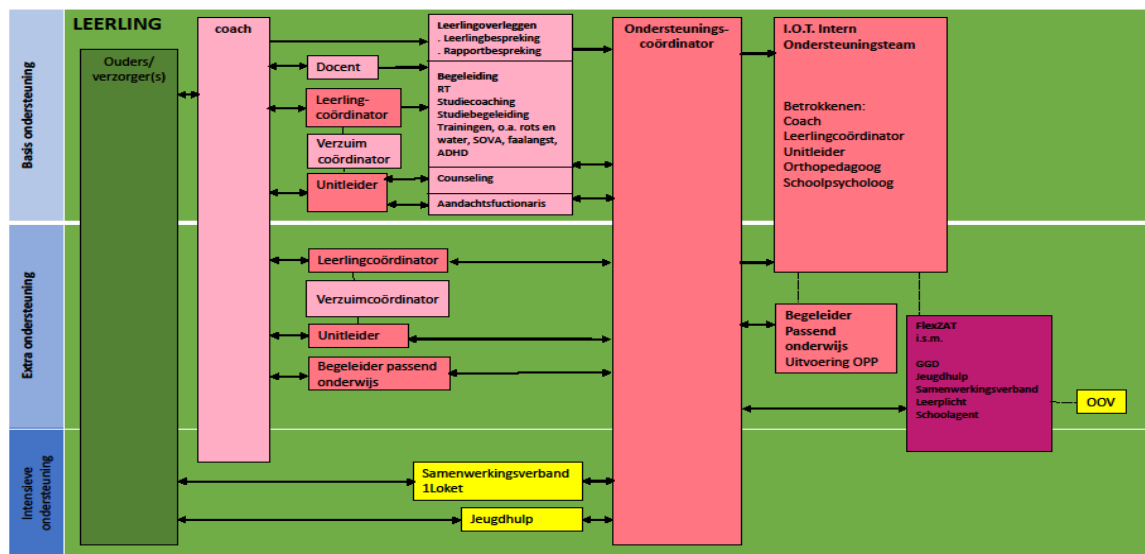 LEERLING
Basis ondersteuning
Ouders/
verzorger(s)
coach
Docent
Leerling-
coördinator
Verzuim
coördinator
Unitleider
Leerlingoverleggen
. Leerlingbespreking
. Rapportbespreking
Begeleiding
RT
Studiecoaching
Studiebegeleiding
Trainingen, o.a. rots en
water, SOVA, faalangst,
ADHD
Counseling
Aandachtsfuctionaris
Ondersteunings-
coördinator
I.O.T. Intern
Ondersteuningsteam
Betrokkenen:
Coach
Leerlingcoördinator
Unitleider
Orthopedagoog
Schoolpsycholoog
Extra ondersteuning
Leerlingcoördinator
Verzuimcoördinator
Unitleider
Begeleider passend
onderwijs
Begeleider
Passend
onderwijs
Uitvoering OPP
FlexZAT
i.s.m.
GGD
Jeugdhulp
Samenwerkingsverband
Leerplicht
Schoolagent
OOV
Intensieve
ondersteuning
Samenwerkingsverband
1Loket
Jeugdhulp